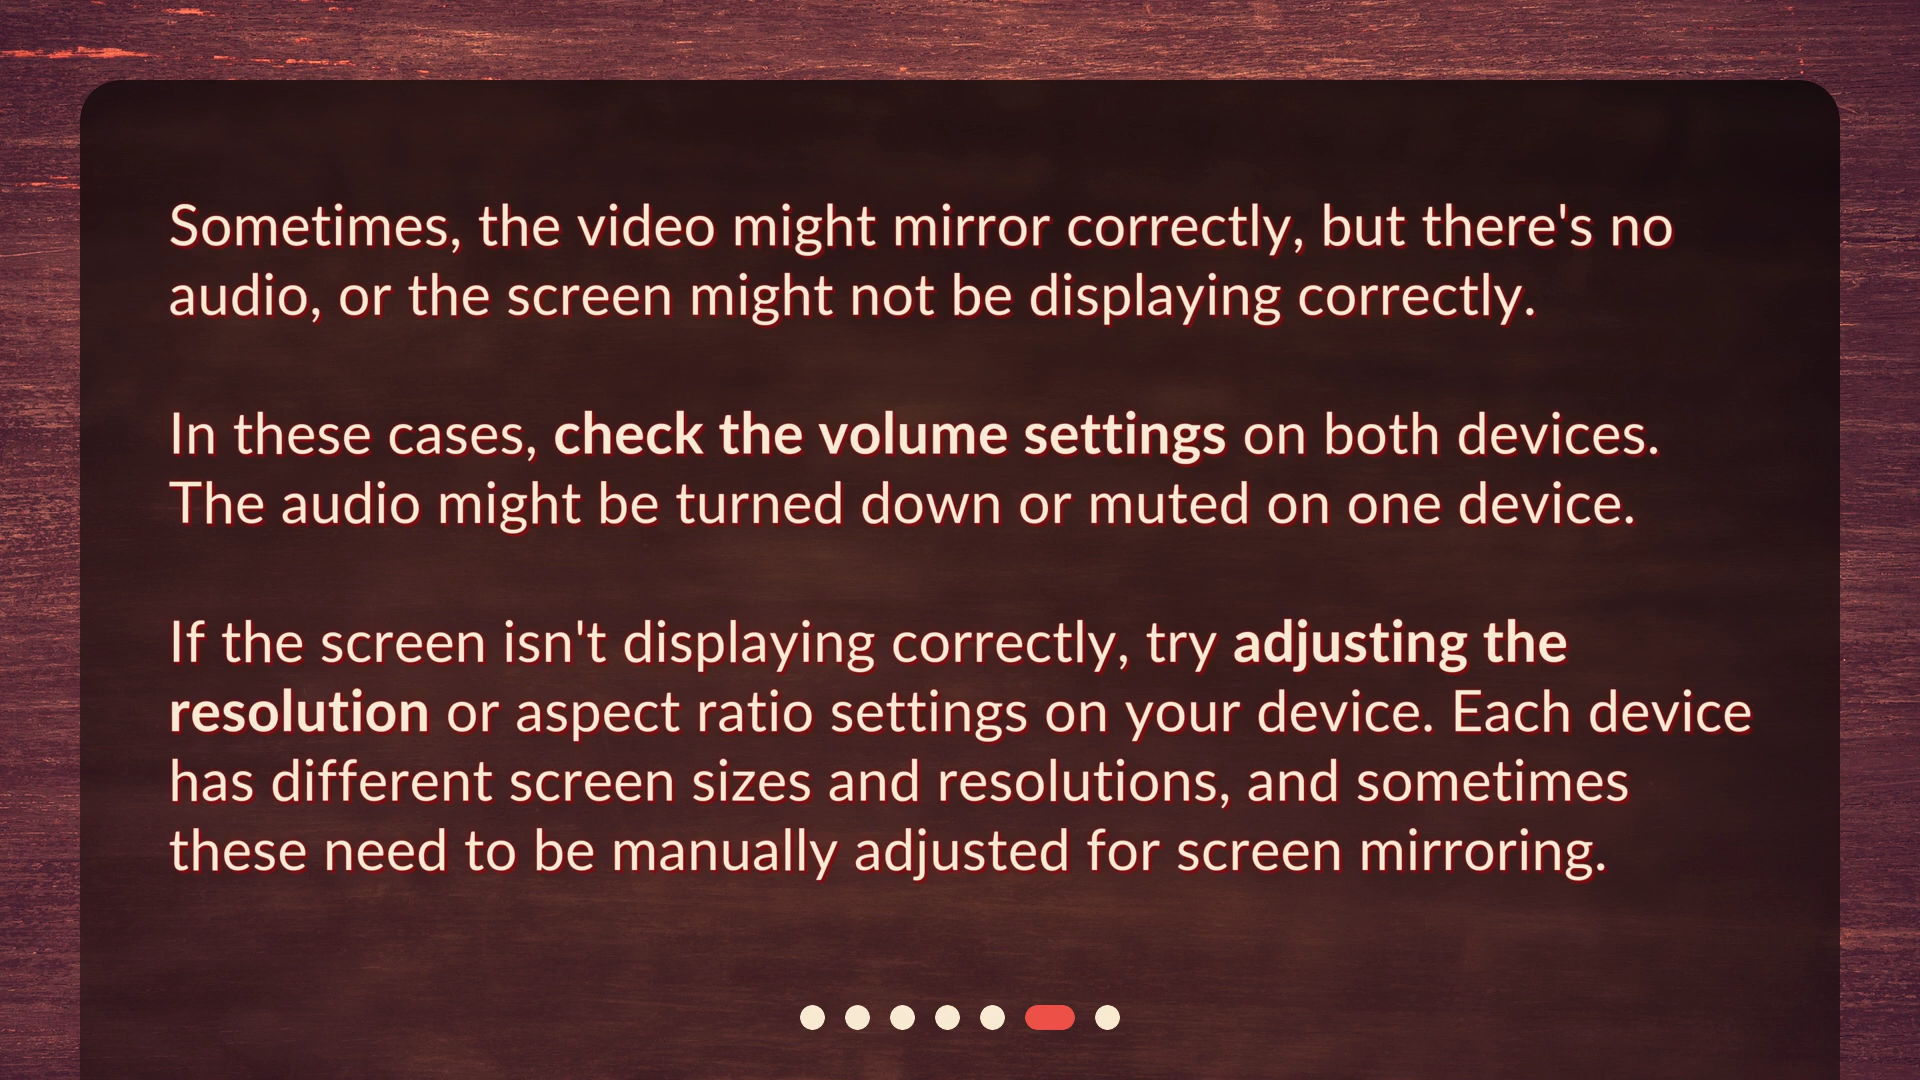 Sometimes, the video might mirror correctly, but there's no
audio, or the screen might not be displaying correctly.
In these cases, check the volume settings on both devices.
The audio might be turned down or muted on one device.
If the screen isn't displaying correctly, try adjusting the
resolution or aspect ratio settings on your device. Each device
has different screen sizes and resolutions, and sometimes
these need to be manually adjusted for screen mirroring.